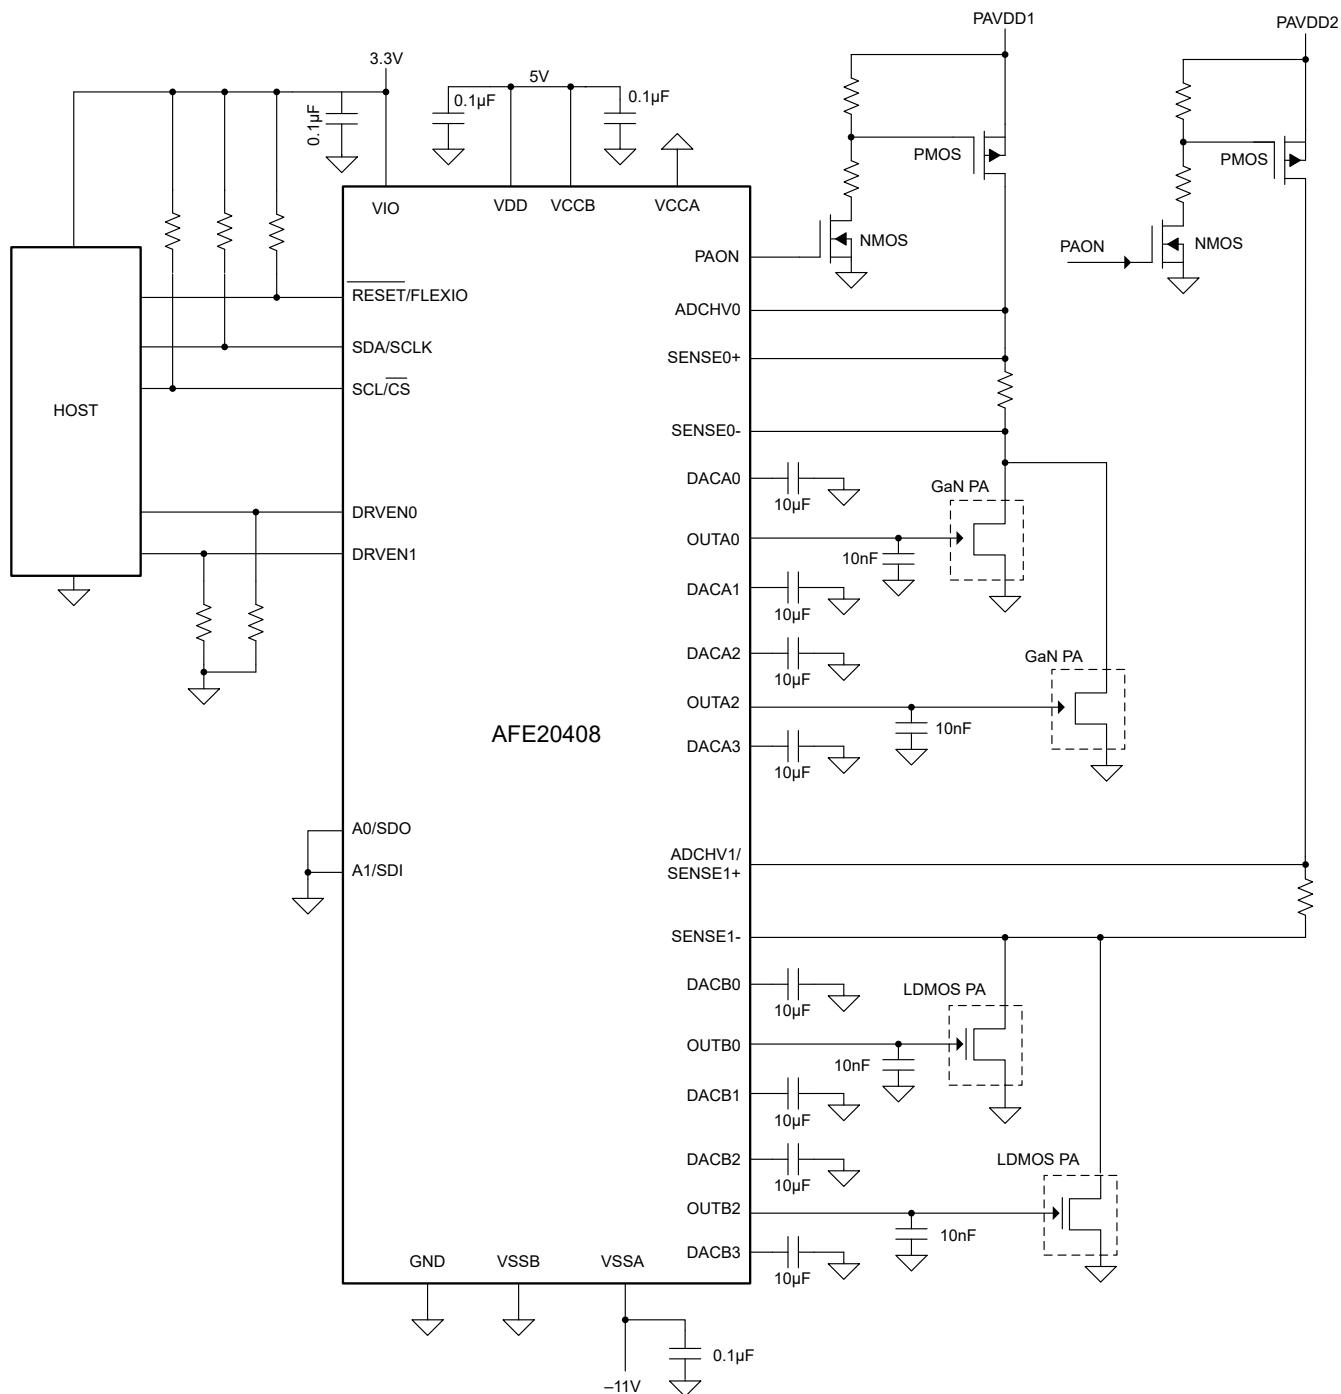 PAVDD1
PAVDD2
3.3V
5V
0.1µF
0.1µF
0.1µF
PMOS
PMOS
VIO
VDD
VCCB
VCCA
PAON
NMOS
PAON
NMOS
RESET/FLEXIO
ADCHV0
SDA/SCLK
SENSE0+
SCL/CS
HOST
SENSE0-
DACA0
10µF
GaN PA
DRVEN0
OUTA0
10nF
DRVEN1
DACA1
10µF
DACA2
10µF
GaN PA
OUTA2
10nF
AFE20408
DACA3
10µF
A0/SDO
ADCHV1/
SENSE1+
A1/SDI
SENSE1-
DACB0
10µF
LDMOS PA
OUTB0
10nF
DACB1
10µF
DACB2
10µF
LDMOS PA
OUTB2
10nF
DACB3
10µF
GND
VSSB
VSSA
0.1µF
–11V